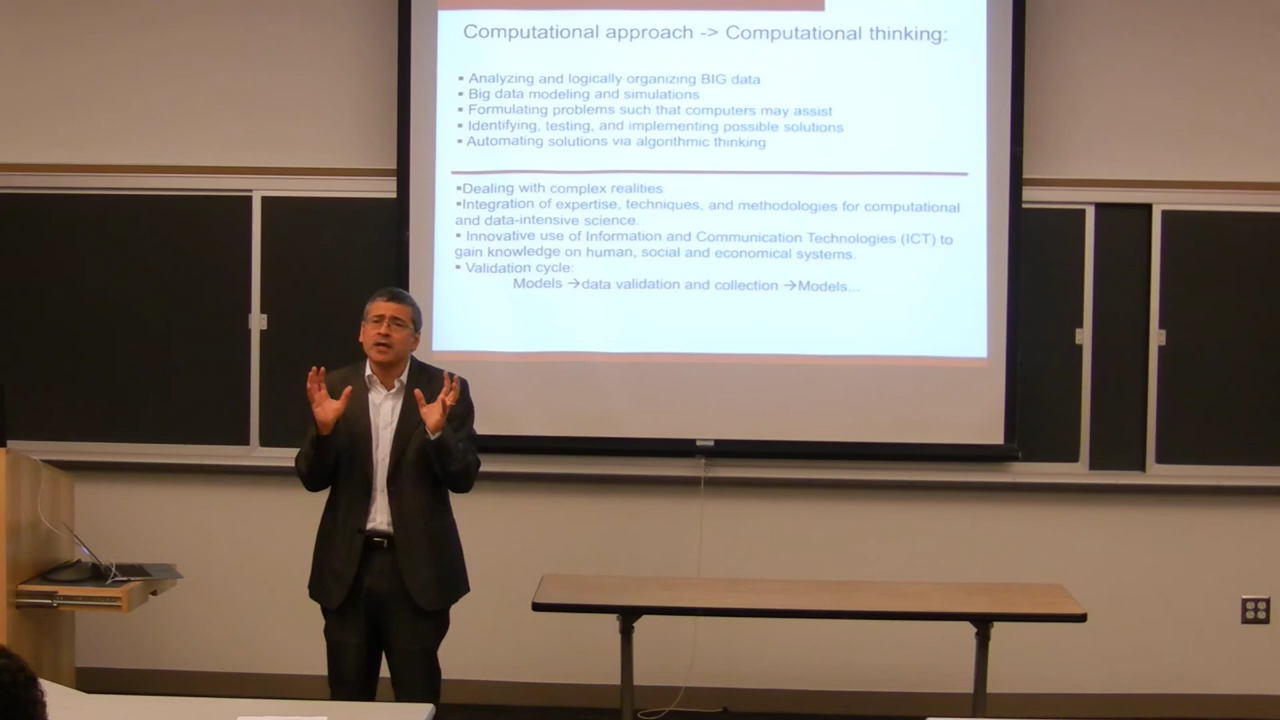 Computational approach -> Computational thinking:
▪ Analyzing and logically organizing BIG data
▪ Big data modeling and simulations
▪ Formulating problems such that computers may assist
▪ Identifying, testing, and implementing possible solutions
▪ Automating solutions via algorithmic thinking
▪Dealing with complex realities
▪Integration of expertise, techniques, and methodologies for computational
and data-intensive science.
▪ Innovative use of Information and Communication Technologies (ICT) to
gain knowledge on human, social and economical systems.
▪ Validation cycle:
Models →data validation and collection →Models...